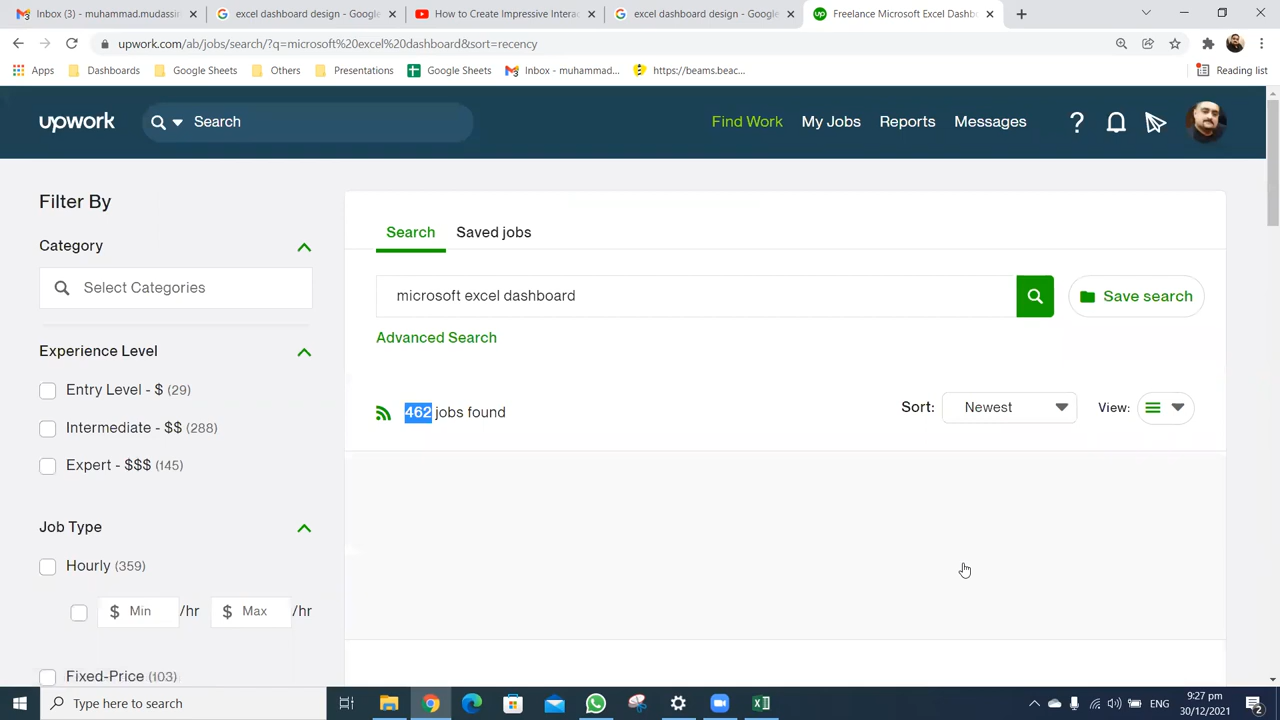 Inbox (3) - muhammad.mudassir
excel dashboard design - Google
How to Create Impressive Interac
excel dashboard design - Google
Freelance Microsoft Excel Dashb
upwork.com/ab/jobs/search/?q=microsoft%20excel%20dashboard&sort=recency
Apps
Dashboards
Google Sheets
Others
Presentations
Google Sheets
Inbox - muhammad...
https://beams.beac...
Reading list
upwork
Search
Find Work
My Jobs
Reports
Messages
?
Filter By
Category
Select Categories
Experience Level
Entry Level - $ (29)
Intermediate - $$ (288)
Expert - $$$ (145)
Job Type
Hourly (359)
$ Min /hr $ Max /hr
Fixed-Price (103)
Search
Saved jobs
microsoft excel dashboard
Save search
Advanced Search
462 jobs found
Sort: Newest
View:
Type here to search
ENG
9:27 pm
30/12/2021
2